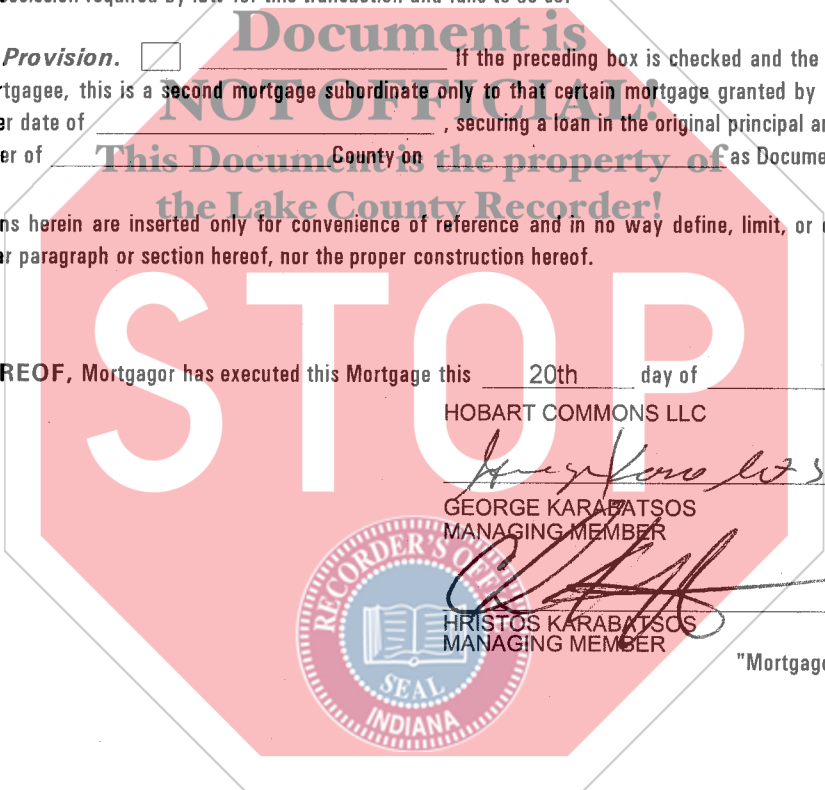 Document is
Provision. If the preceding box is checked and the
rtgagee, this is a second mortgage subordinate only to that certain mortgage granted by
NOT OFFICIAL!
er date of , securing a loan in the original principal
er of County on as Docume
This Document is the property of
the Lake County Recorder!
ns herein are inserted only for convenience of reference and in no way define, limit, or
er paragraph or section hereof, nor the proper construction hereof.
STOP
REOF, Mortgagor has executed this Mortgage this 20th day of
HOBART COMMONS LLC
GEORGE KARABATSOS
MANAGING MEMBER
HRISTOS KARABATSOS
MANAGING MEMBER
"Mortgag
RECORDER'S OFFICE
SEAL
INDIANA